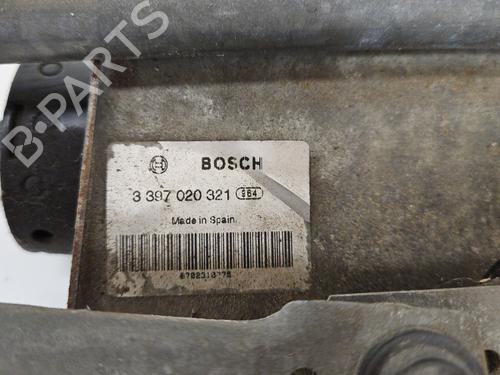 B-PARTS
BOSCH
3 397 020 321 364
Made in Spain